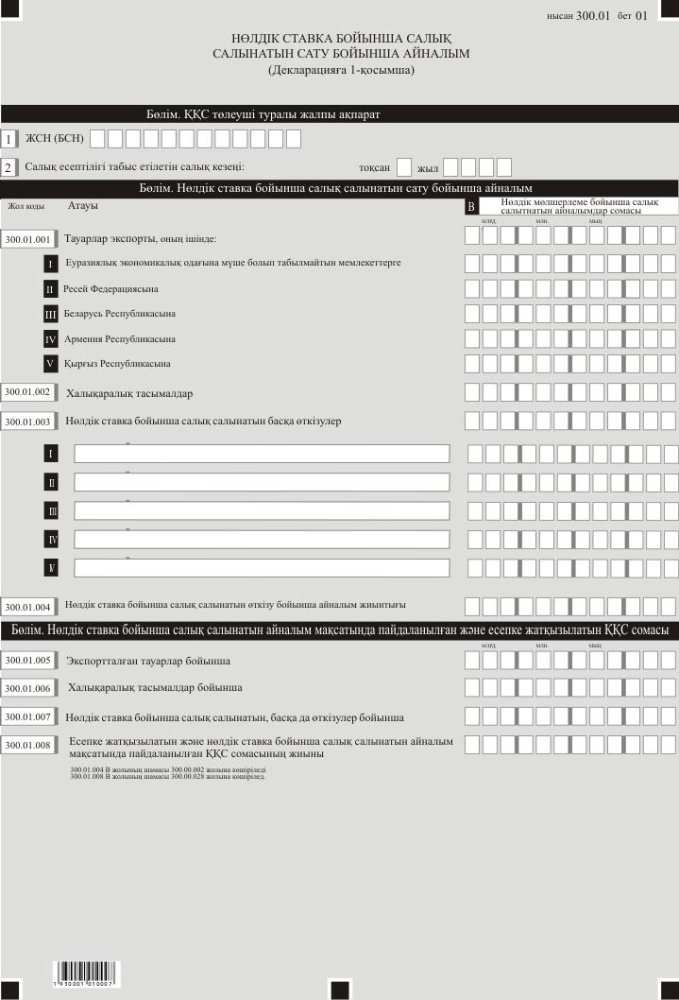 нысан 300.01 бет 01
НӨЛДІК СТАВКА БОЙЫНША САЛЫҚ
САЛЫНАТЫН САТУ БОЙЫНША АЙНАЛЫМ
(Декларацияға 1-қосымша)
Бөлім. ҚҚС төлеуші туралы жалпы ақпарат
1 ЖСН (БСН)
2 Салық есептілігі табыс етілетін салық кезеңі: тоқсан жыл
Бөлім. Нөлдік ставка бойынша салық салынатын сату бойынша айналым
Жол коды Атауы B Нөлдік мөлшерлеме бойынша салық
салытнатын айналымдар сомасы
млрд. млн. мың
300.01.001 Тауарлар экспорты, оның ішінде:
I Еуразиялық экономикалық одағына мүше болып табылмайтын мемлекеттерге
II Ресей Федерациясына
III Беларусь Республикасына
IV Армения Республикасына
V Қырғыз Республикасына
300.01.002 Халықаралық тасымалдар
300.01.003 Нөлдік ставка бойынша салық салынатын басқа өткізулер
I
II
III
IV
V
300.01.004 Нөлдік ставка бойынша салық салынатын өткізу бойынша айналым жиынтығы
Бөлім. Нөлдік ставка бойынша салық салынатын айналым мақсатында пайдаланылған және есепке жатқызылатын ҚҚС сомасы
млрд. млн. мың
300.01.005 Экспортталған тауарлар бойынша
300.01.006 Халықаралық тасымалдар бойынша
300.01.007 Нөлдік ставка бойынша салық салынатын, басқа да өткізулер бойынша
300.01.008 Есепке жатқызылатын және нөлдік ставка бойынша салық салынатын айналым
мақсатында пайдаланылған ҚҚС сомасының жиыны
300.01.004 B жолының шамасы 300.00.002 жолына көшіріледі
300.01.008 B жолының шамасы 300.00.028 жолына көшіріледі.
1 930001 010007